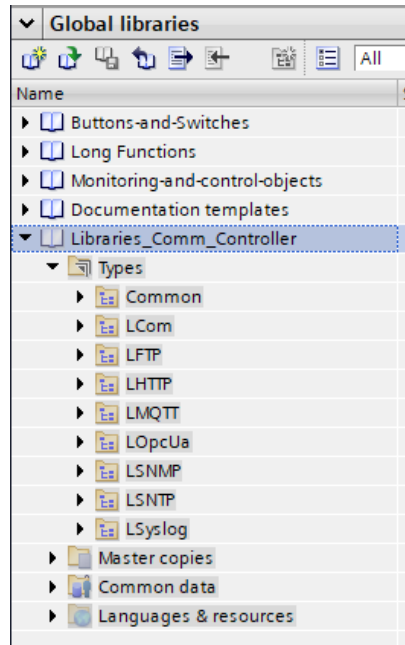 Global libraries
All
Name
Buttons-and-Switches
Long Functions
Monitoring-and-control-objects
Documentation templates
Libraries_Comm_Controller
Types
Common
LCom
LFTP
LHTTP
LMQTT
LOpcUa
LSNMP
LSNTP
LSyslog
Master copies
Common data
Languages & resources